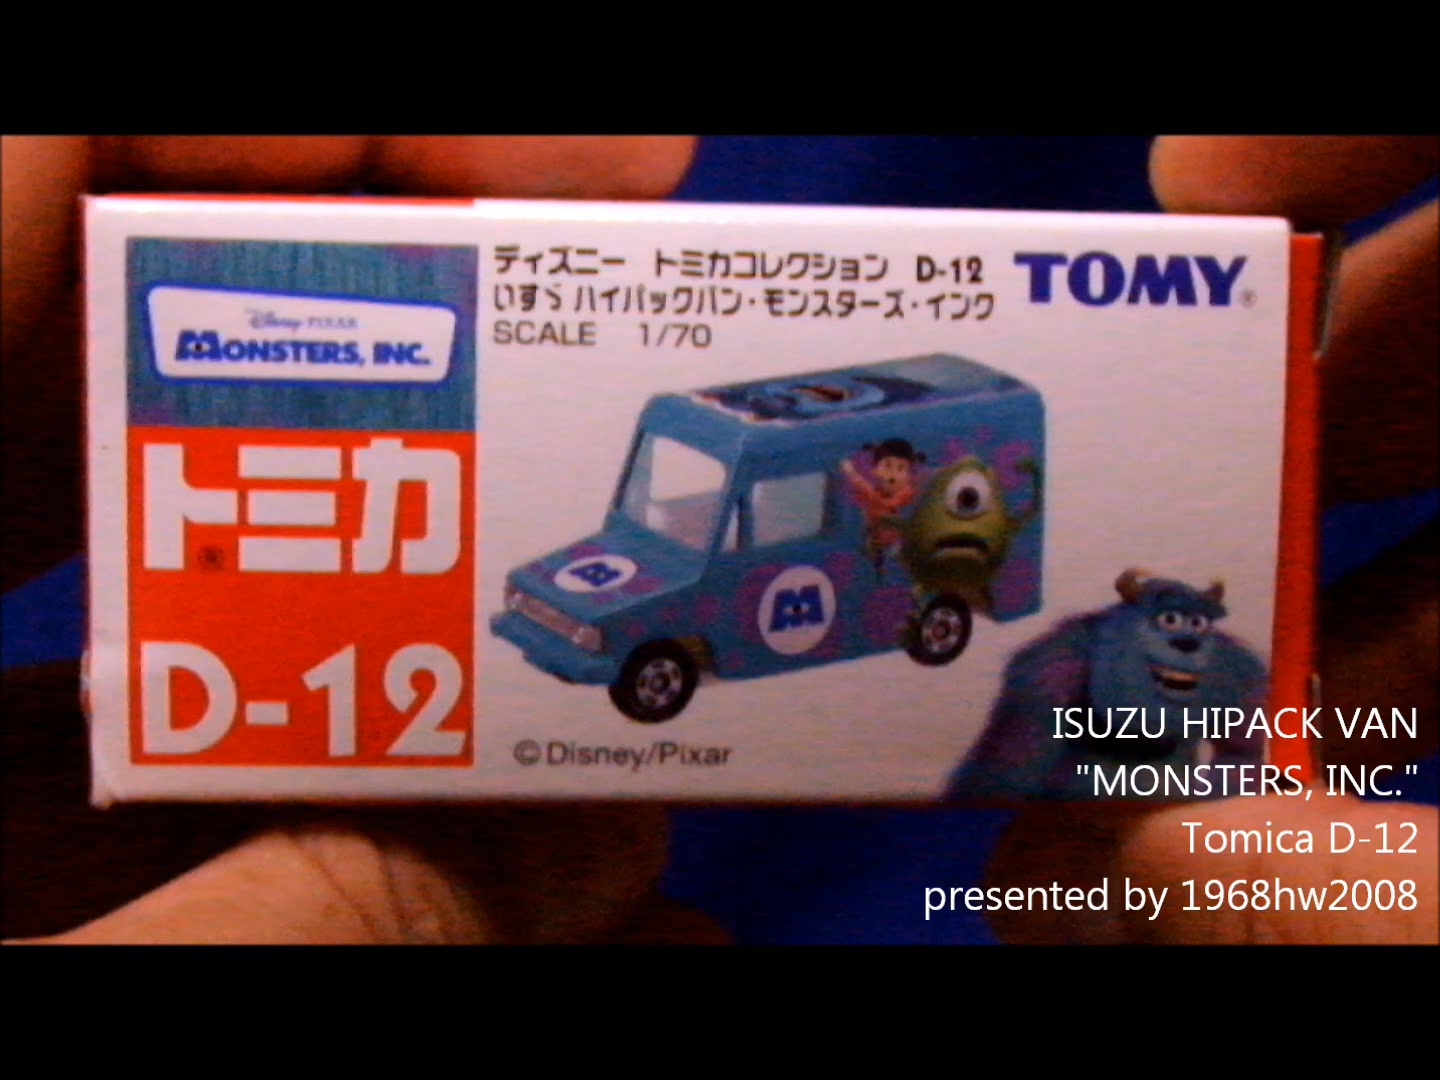 Disney PIXAR
MONSTERS, INC.
トミカ
D-12
ディズニー トミカコレクション D-12
いすゞ ハイパックバン・モンスターズ・インク
SCALE 1/70
TOMY®
M
M
©Disney/Pixar
ISUZU HIPACK VAN
"MONSTERS, INC."
Tomica D-12
presented by 1968hw2008